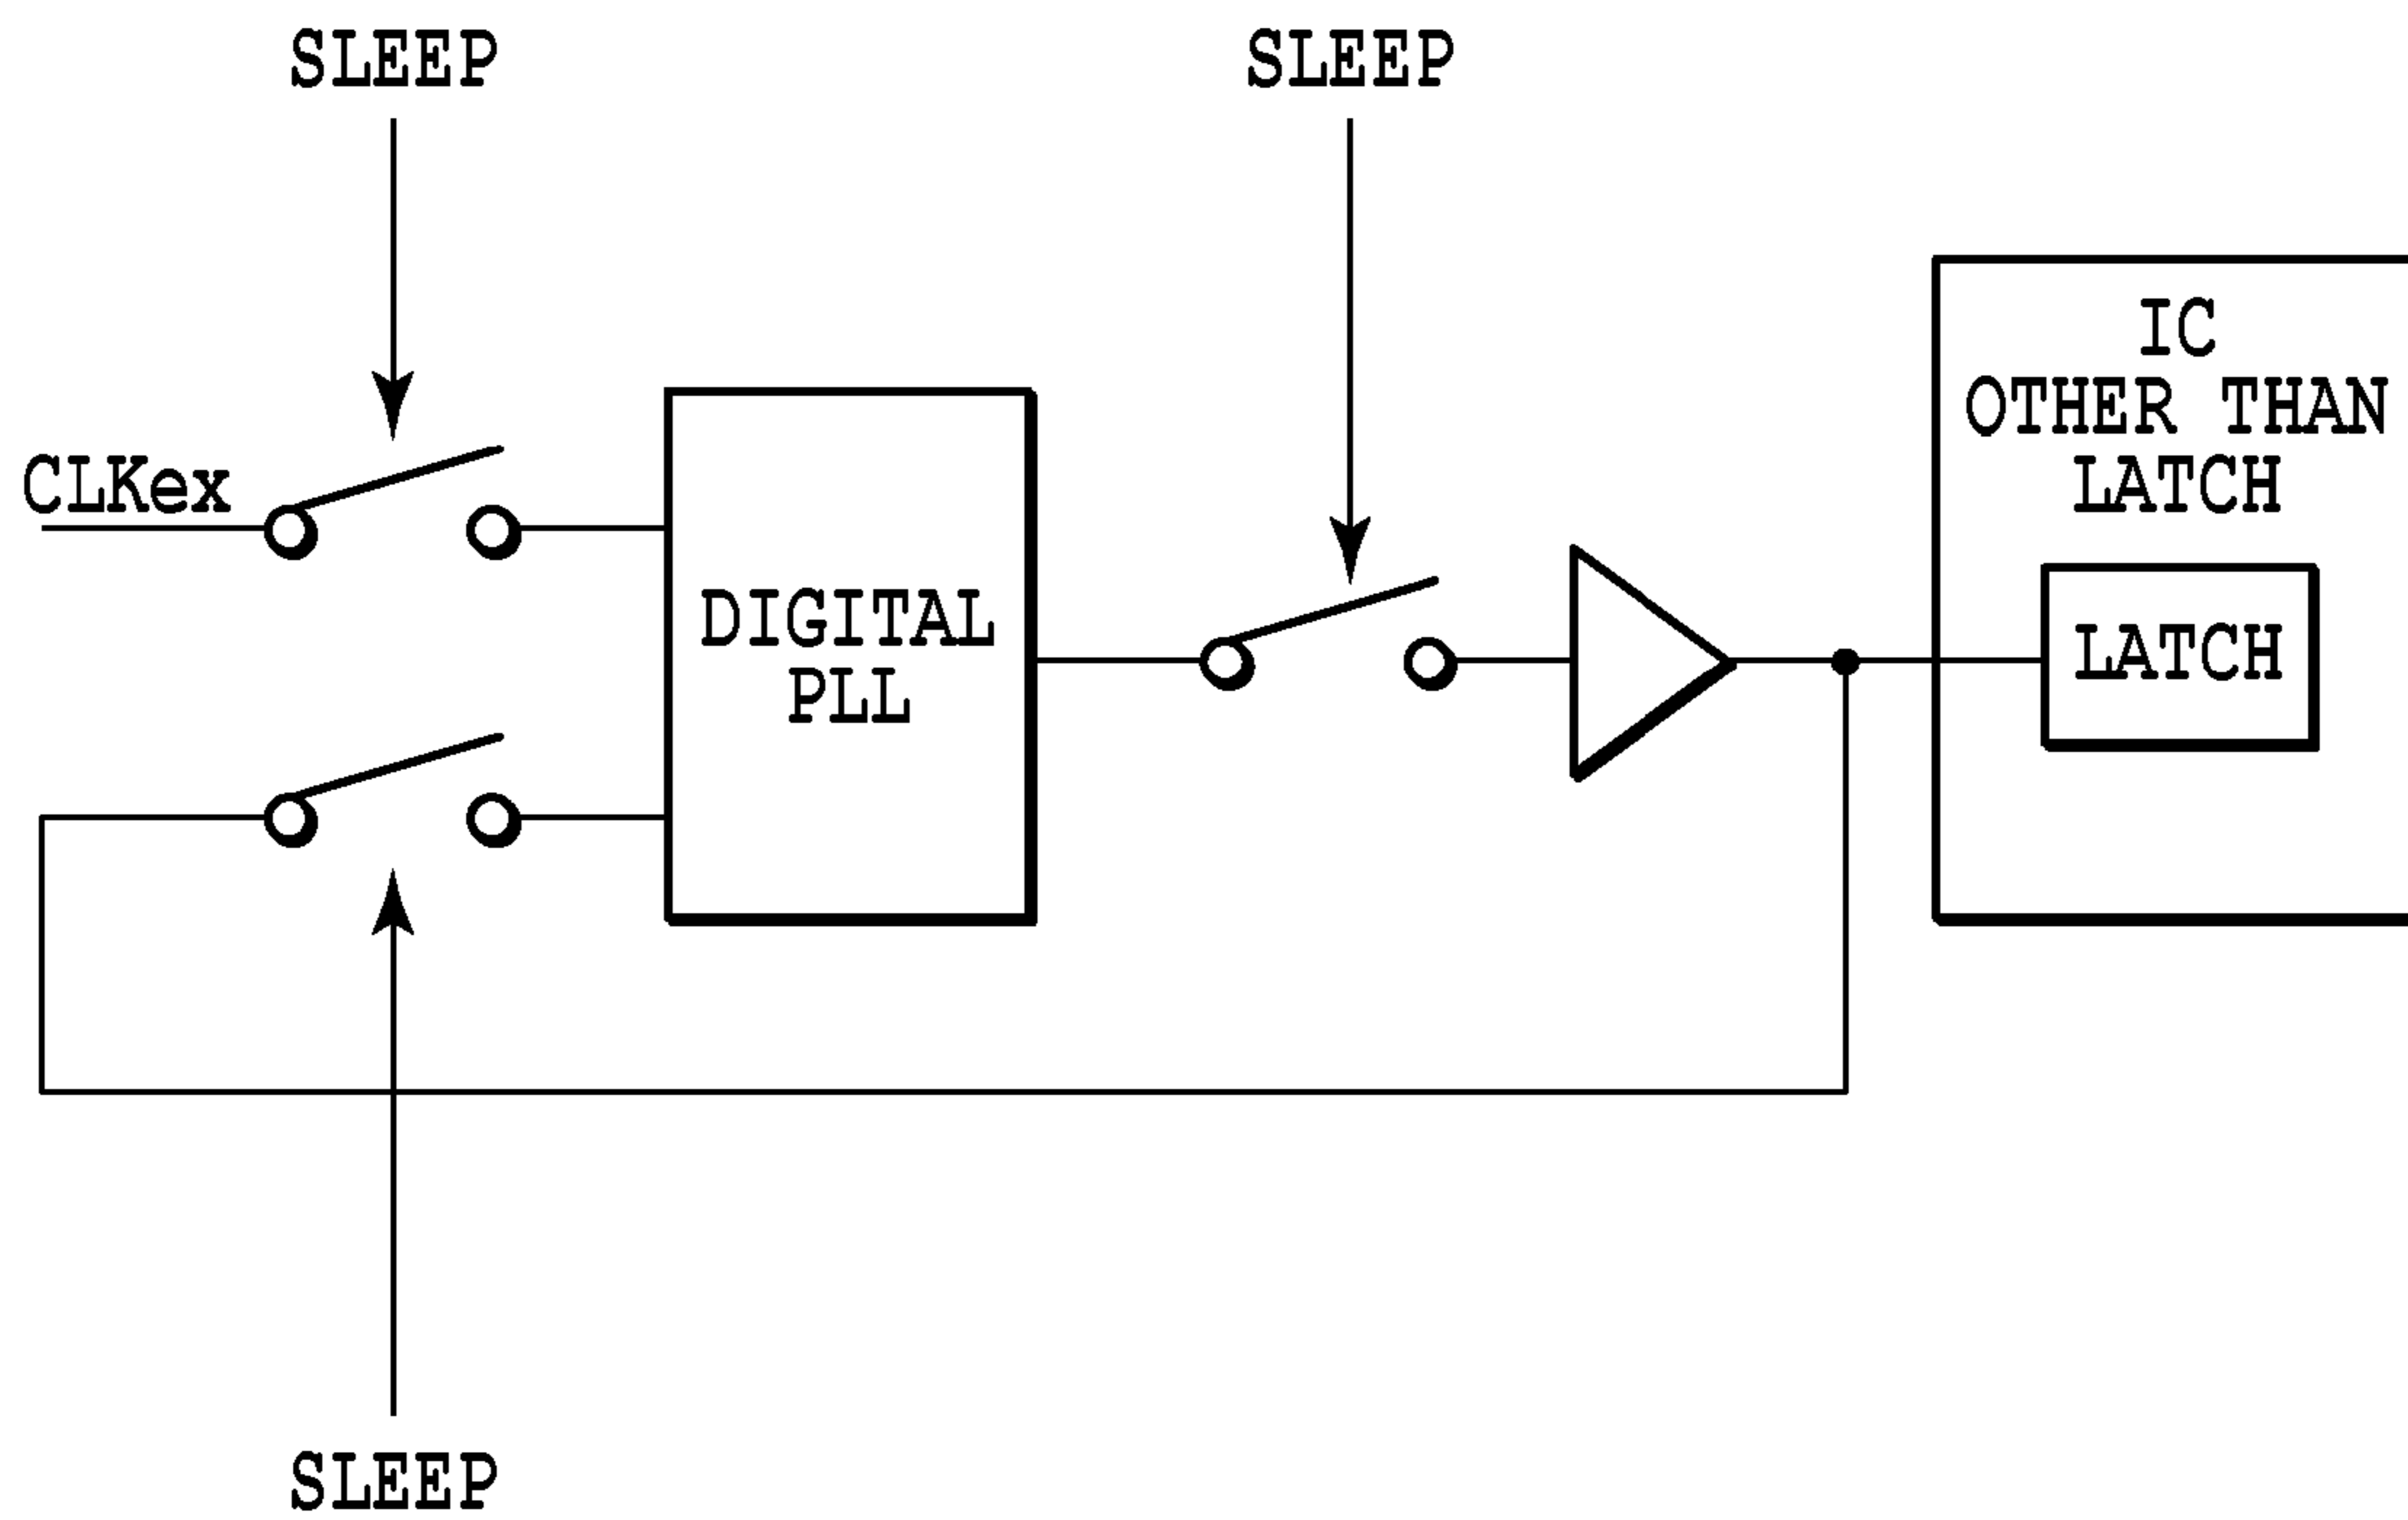 SLEEP
SLEEP
IC
OTHER THAN
LATCH
CLKex
DIGITAL
PLL
LATCH
SLEEP